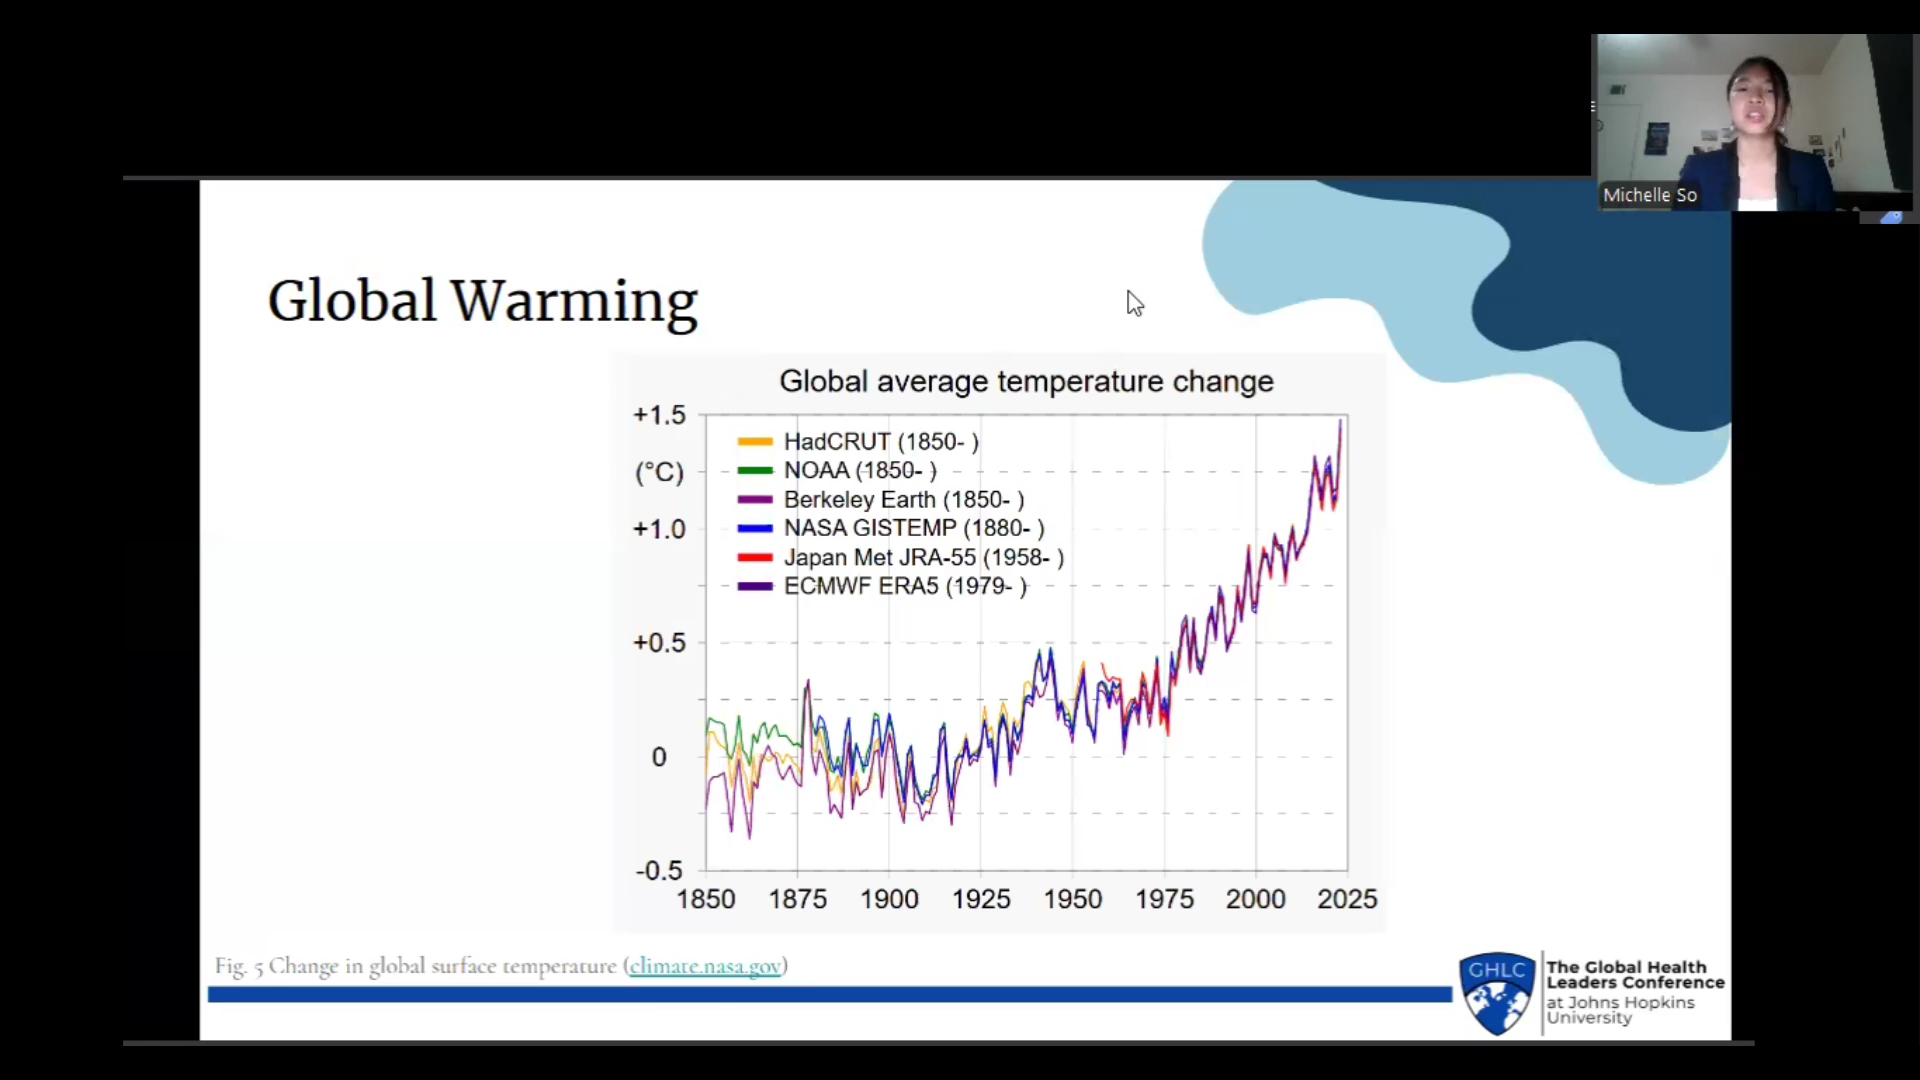 Michelle So
Global Warming
Global average temperature change
+1.5
(°C)
+1.0
+0.5
0
-0.5
HadCRUT (1850- )
NOAA (1850- )
Berkeley Earth (1850- )
NASA GISTEMP (1880- )
Japan Met JRA-55 (1958- )
ECMWF ERA5 (1979- )
1850 1875 1900 1925 1950 1975 2000 2025
Fig. 5 Change in global surface temperature (climate.nasa.gov)
GHLC
The Global Health
Leaders Conference
at Johns Hopkins
University